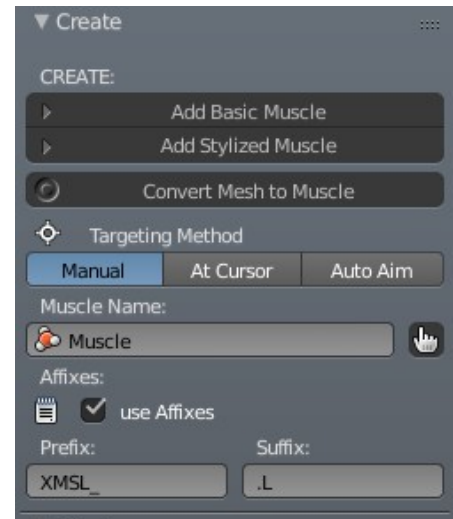 Create
CREATE:
Add Basic Muscle
Add Stylized Muscle
Convert Mesh to Muscle
Targeting Method
Manual At Cursor Auto Aim
Muscle Name:
Muscle
Affixes:
use Affixes
Prefix: Suffix:
XMSL_ .L